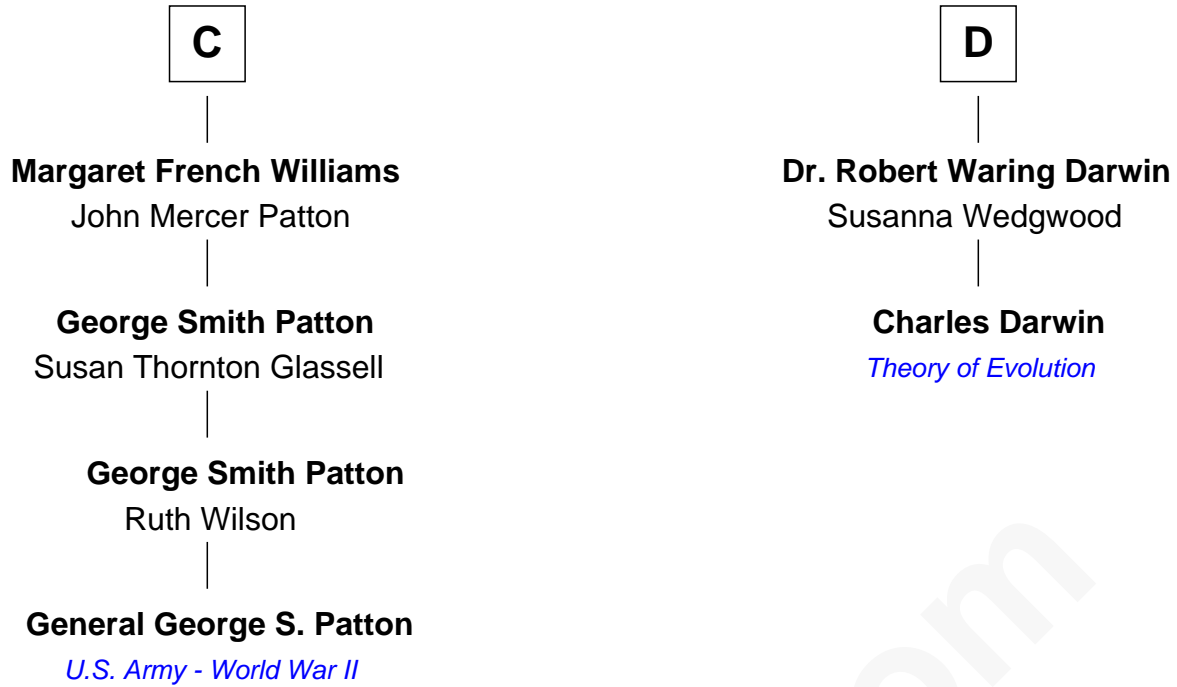 C
Margaret French Williams
John Mercer Patton
George Smith Patton
Susan Thornton Glassell
George Smith Patton
Ruth Wilson
General George S. Patton
U.S. Army - World War II
D
Dr. Robert Waring Darwin
Susanna Wedgwood
Charles Darwin
Theory of Evolution
om